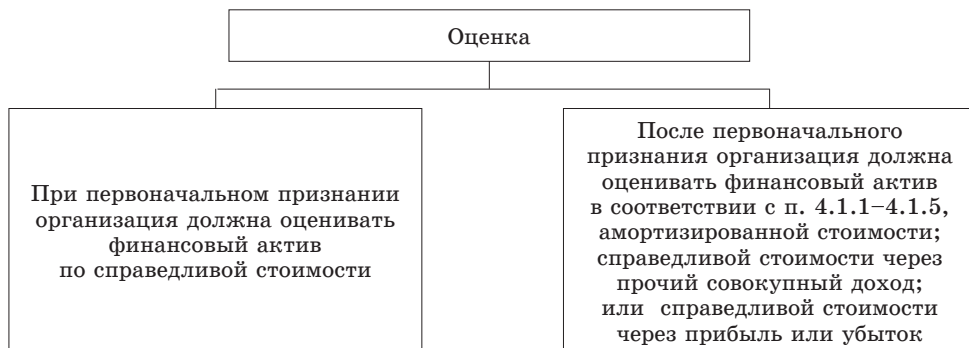 Оценка
При первоначальном признании
организация должна оценивать
финансовый актив
по справедливой стоимости
После первоначального
признания организация должна
оценивать финансовый актив
в соответствии с п. 4.1.1–4.1.5,
амортизированной стоимости;
справедливой стоимости через
прочий совокупный доход;
или справедливой стоимости
через прибыль или убыток